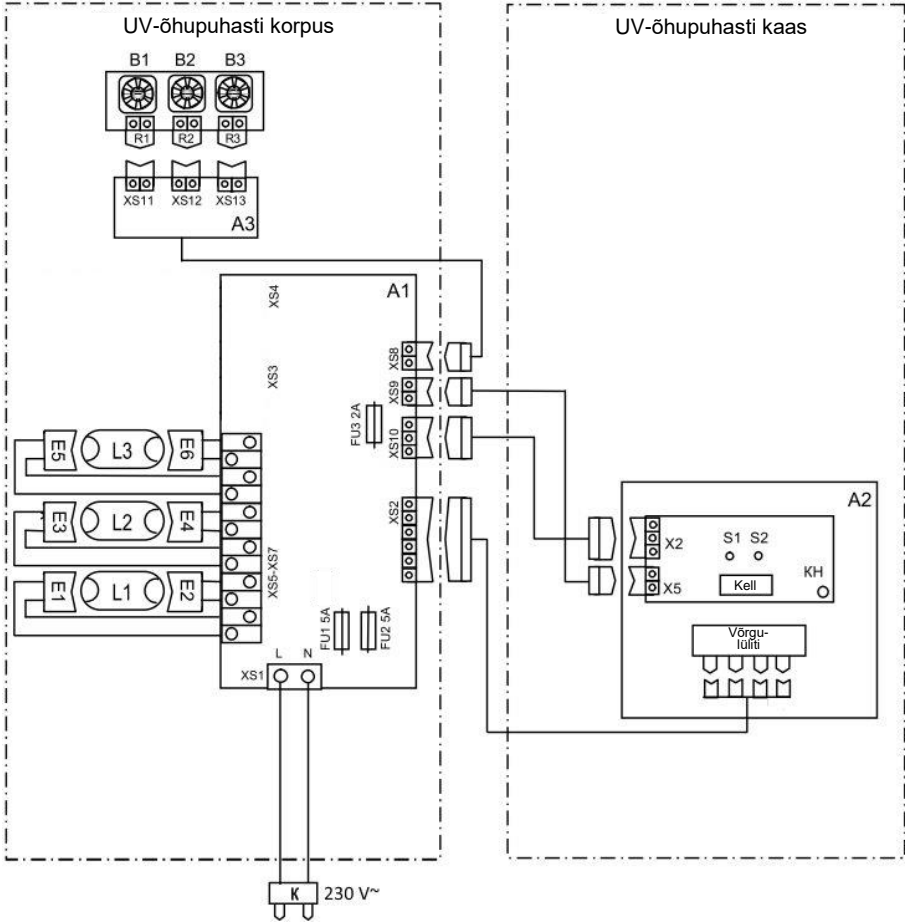 UV-õhupuhasti korpus
UV-õhupuhasti kaas
B1 B2 B3
R1 R2 R3
XS11 XS12 XS13
A3
A1
XS4
XS3
XS8
XS9
XS10
XS2
FU3 2A
E5 L3 E6
E3 L2 E4
E1 L1 E2
XS5-XS7
FU1 5A
FU2 5A
L N
XS1
K 230 V~
A2
X2
S1 S2
X5
Kell
KH
Võrgu-
lüliti